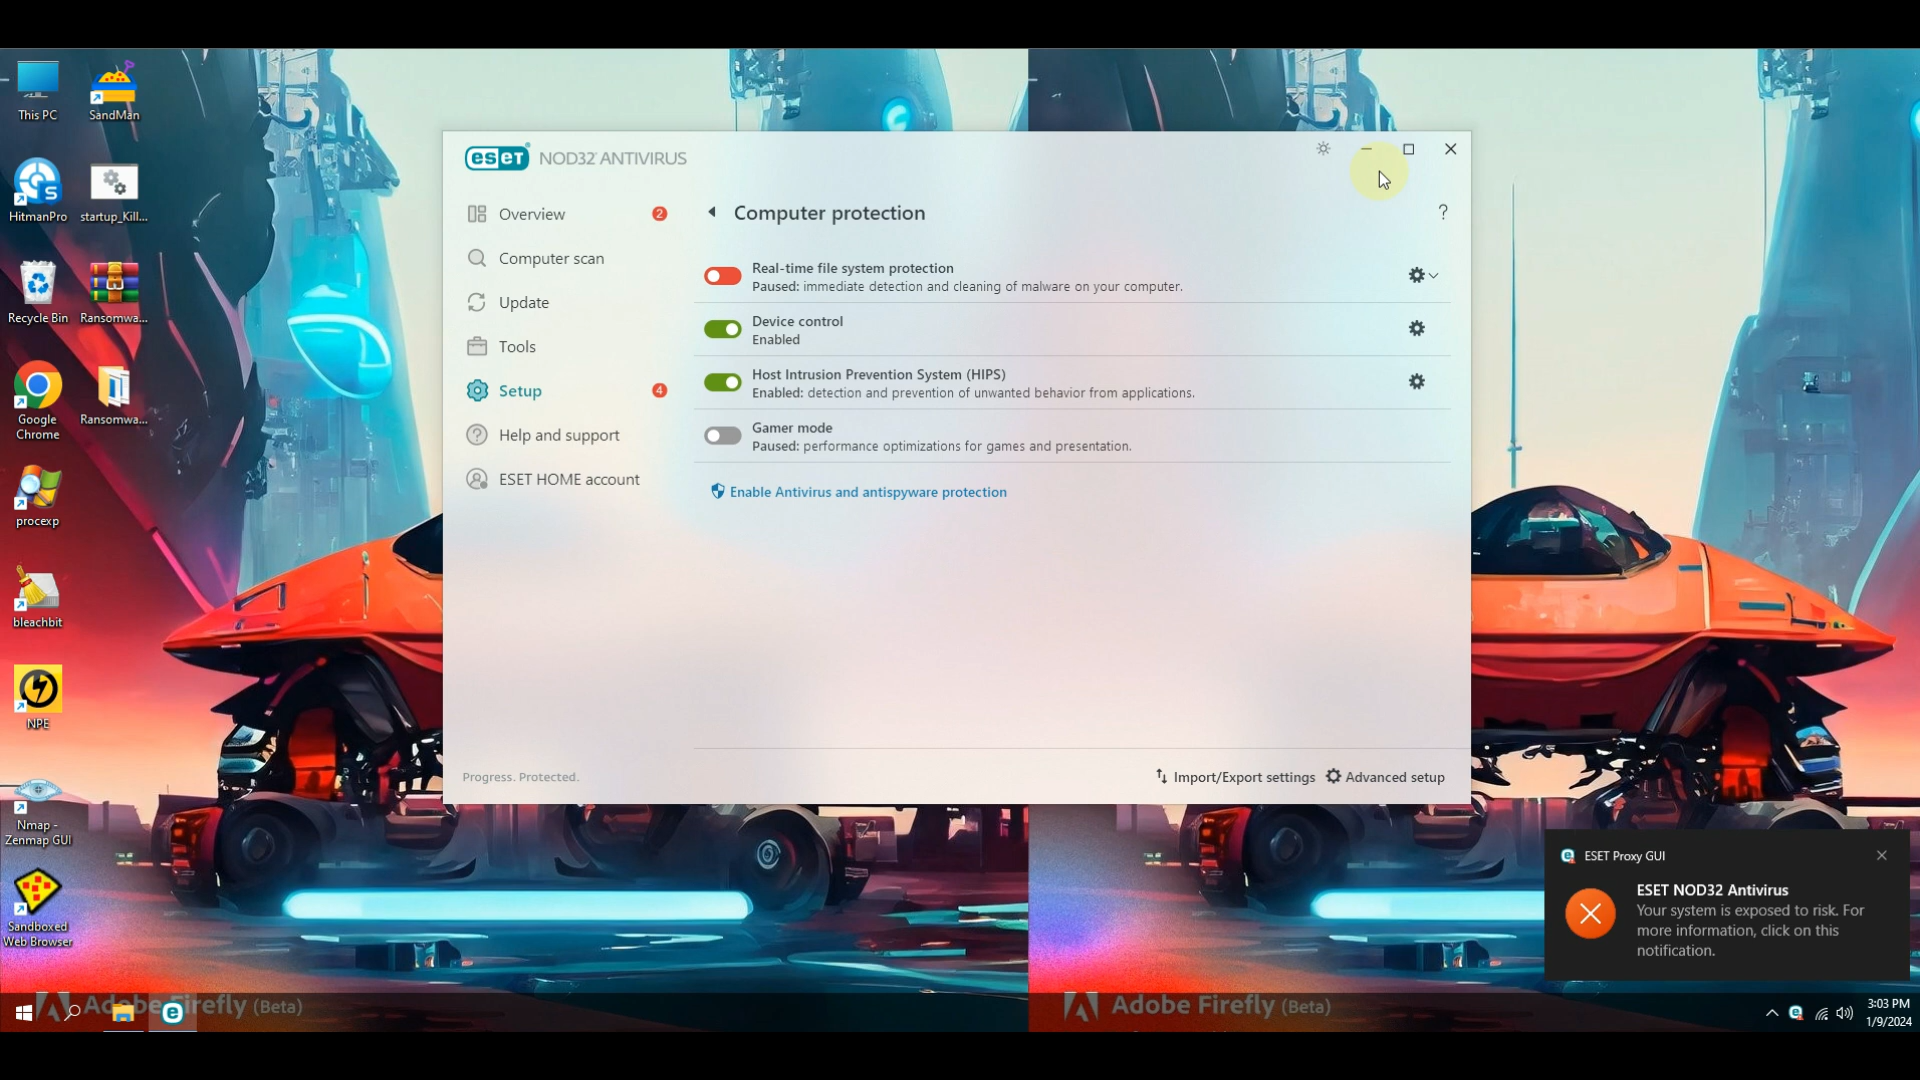 This PC
SandMan
HitmanPro
startup_Kill...
Recycle Bin
Ransomwa...
Google
Chrome
Ransomwa...
procexp
bleachbit
NPE
Nmap -
Zenmap GUI
Sandboxed
Web Browser
eset NOD32 ANTIVIRUS
Overview 2
Computer scan
Update
Tools
Setup 4
Help and support
ESET HOME account
Progress. Protected.
Computer protection ?
Real-time file system protection
Paused: immediate detection and cleaning of malware on your computer.
Device control
Enabled
Host Intrusion Prevention System (HIPS)
Enabled: detection and prevention of unwanted behavior from applications.
Gamer mode
Paused: performance optimizations for games and presentation.
Enable Antivirus and antispyware protection
Import/Export settings Advanced setup
ESET Proxy GUI
ESET NOD32 Antivirus
Your system is exposed to risk. For
more information, click on this
notification.
Adobe Firefly (Beta)
Adobe Firefly (Beta)
3:03 PM
1/9/2024